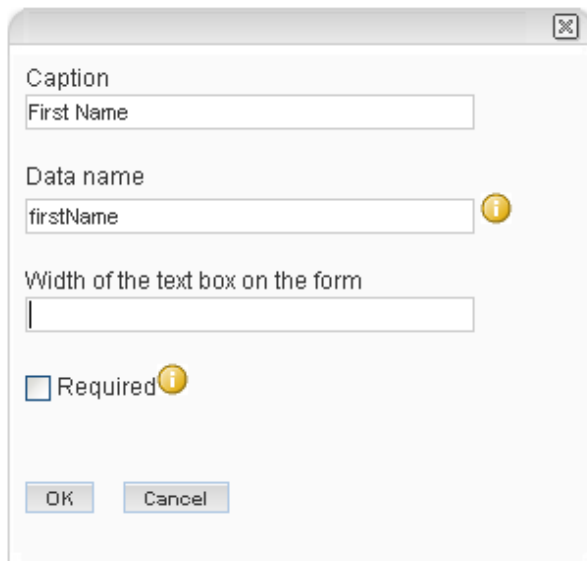 Caption
First Name
Data name
firstName
Width of the text box on the form
Required
OK Cancel